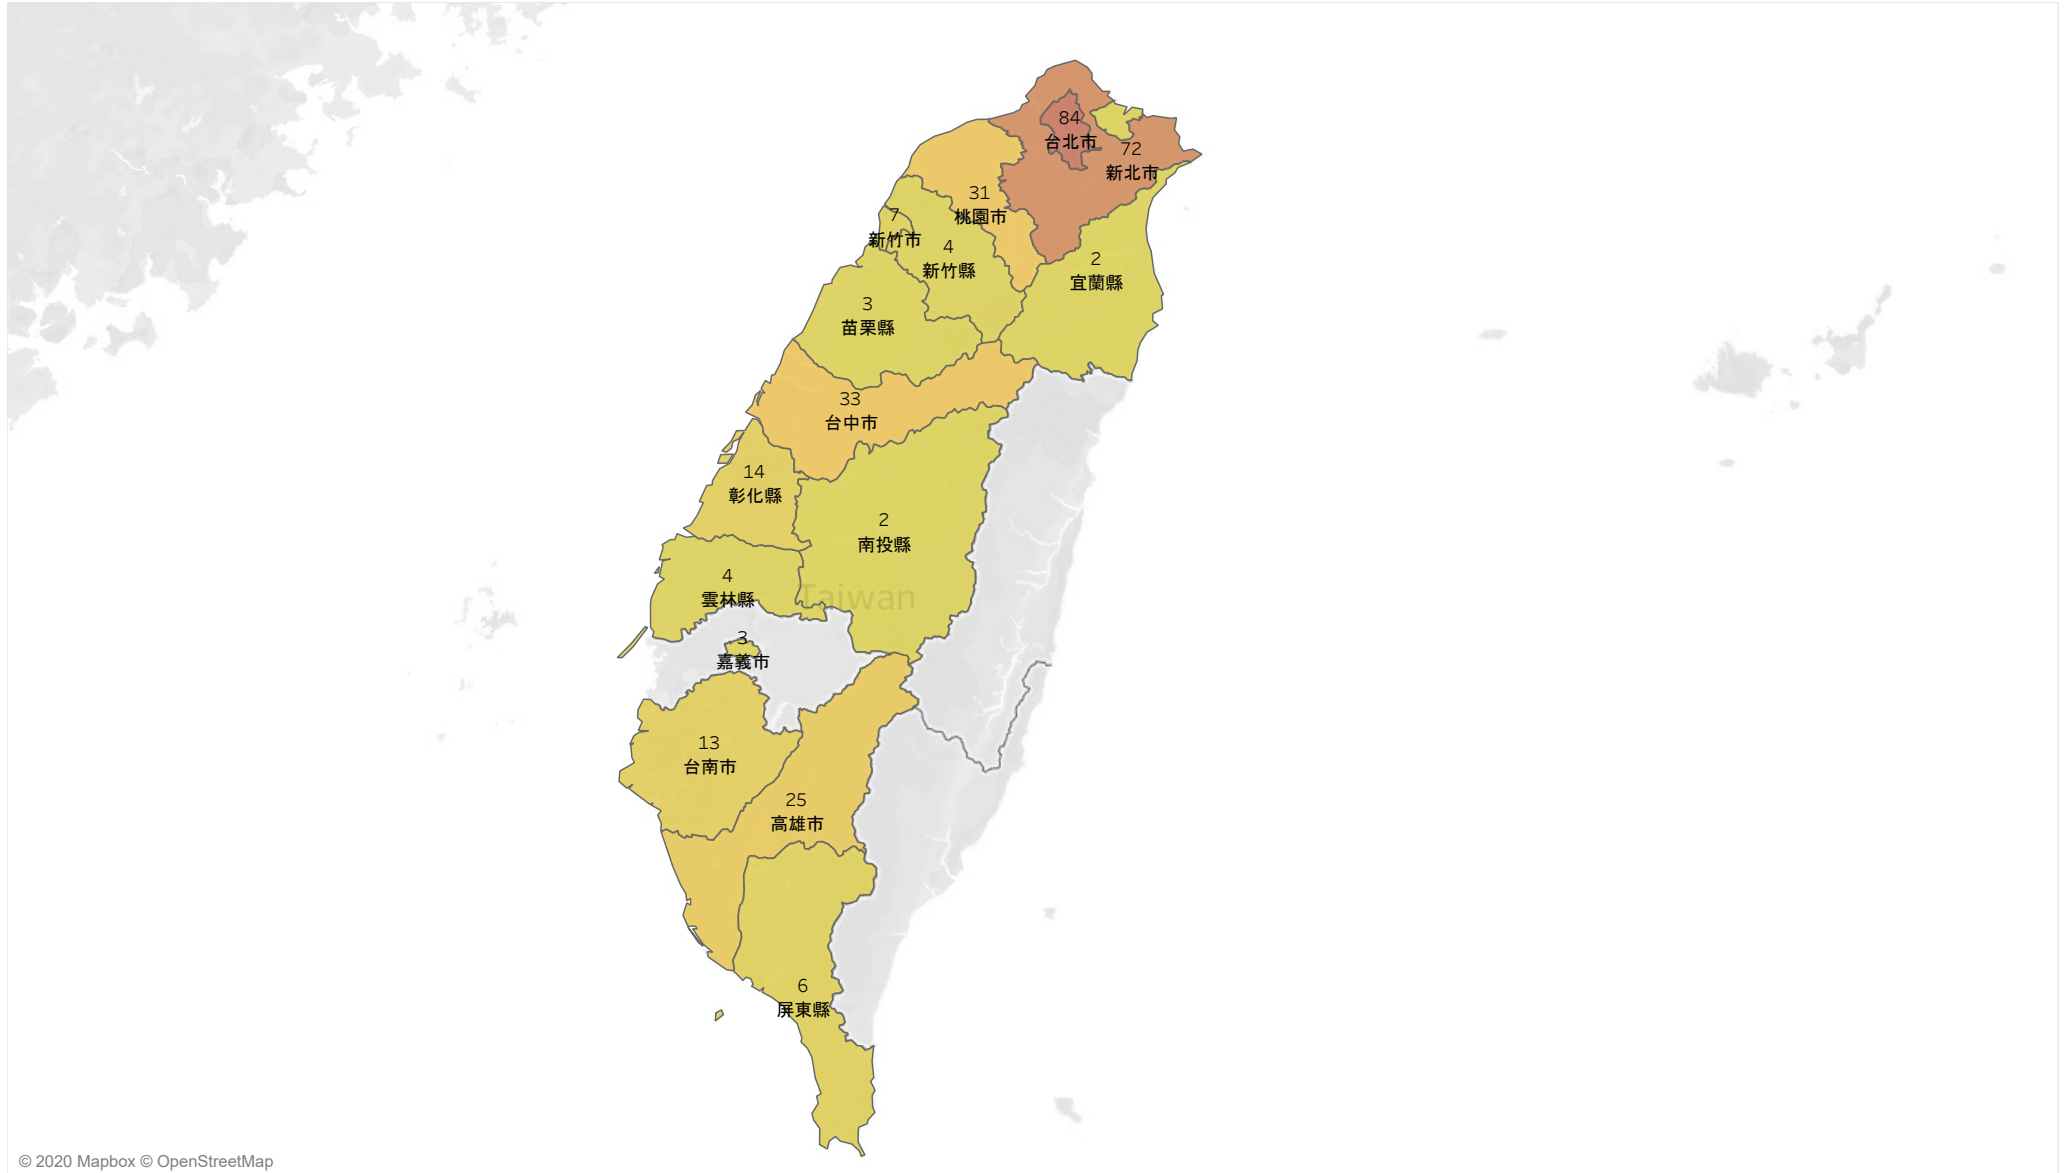 84
台北市
72
新北市
31
桃園市
7
新竹市
4
新竹縣
2
宜蘭縣
3
苗栗縣
33
台中市
14
彰化縣
2
南投縣
4
雲林縣
Taiwan
3
嘉義市
13
台南市
25
高雄市
6
屏東縣
© 2020 Mapbox © OpenStreetMap